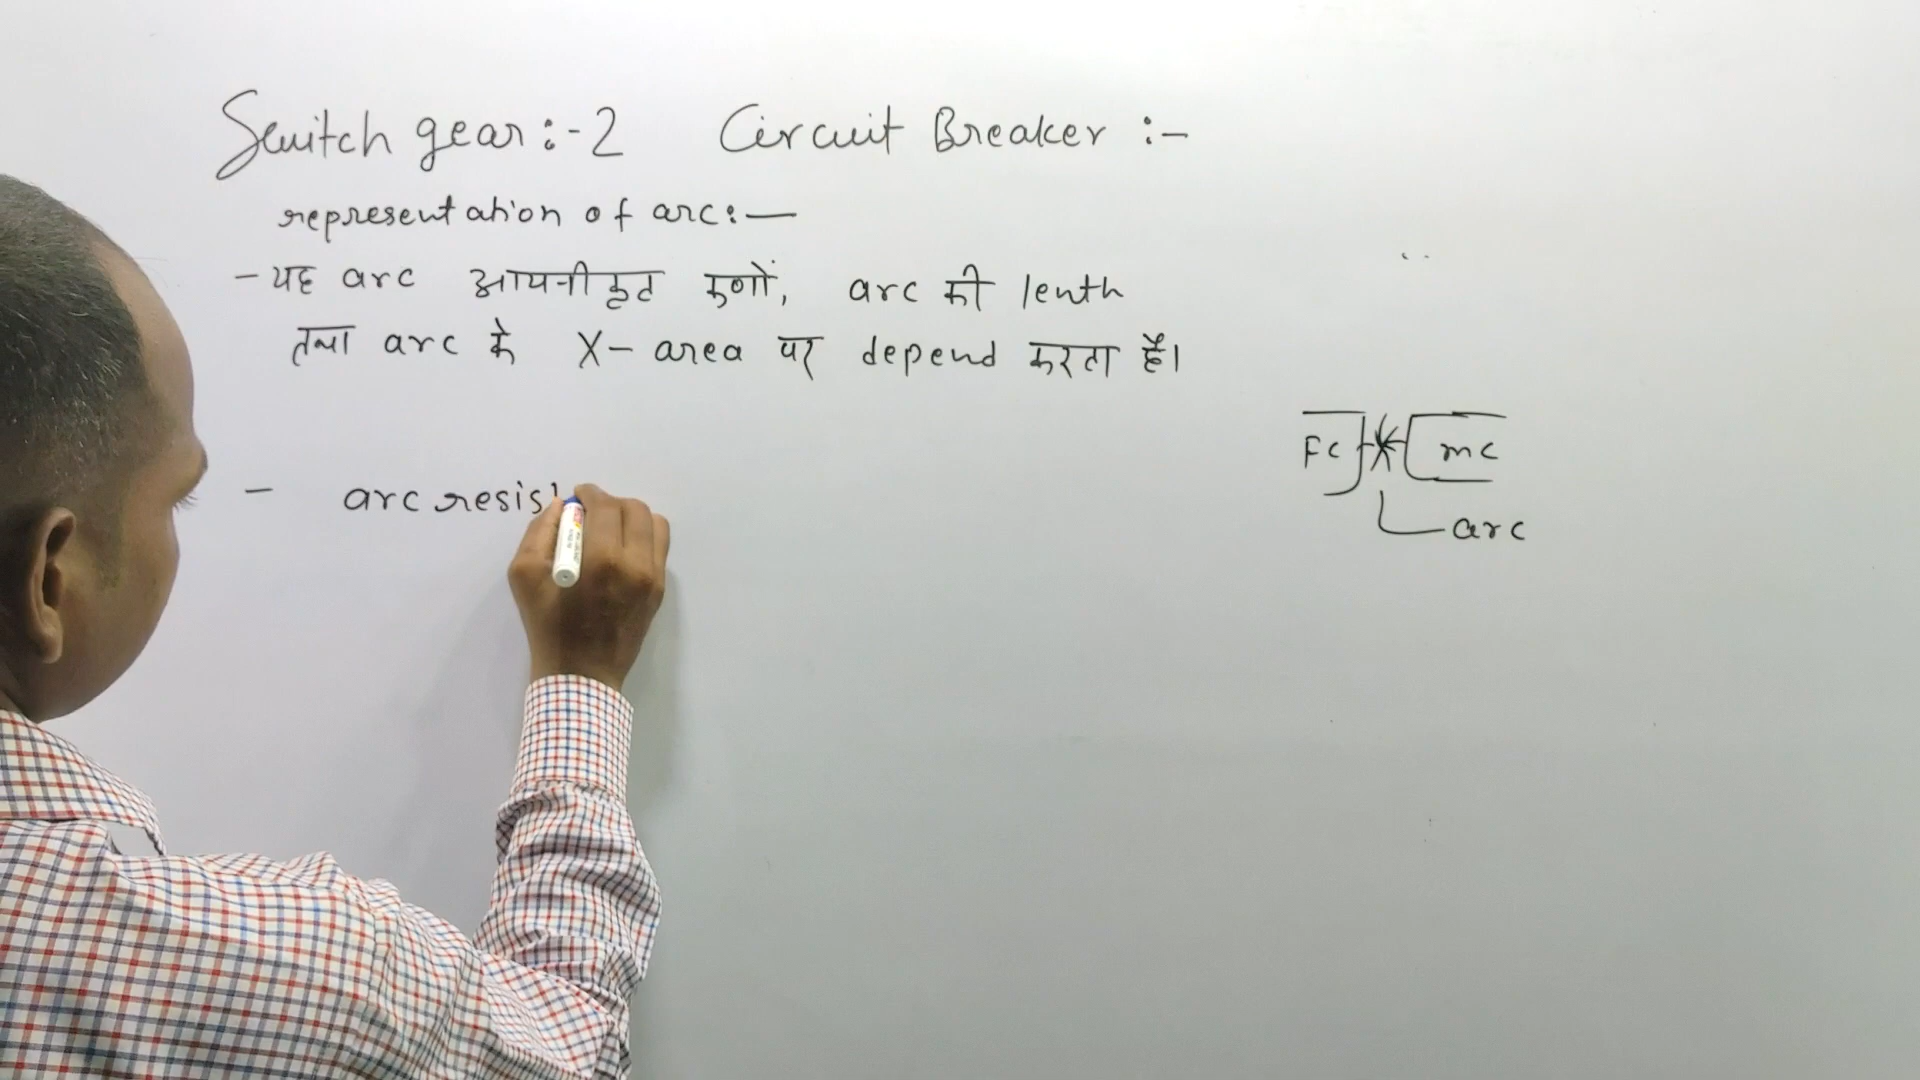 Switch gear :- 2 Circuit Breaker :-
representation of arc :—
- यह arc आयनीकृत कणों, arc की lenth
तथा arc के X- area पर depend करता है।
FC mc
arc
- arc resis